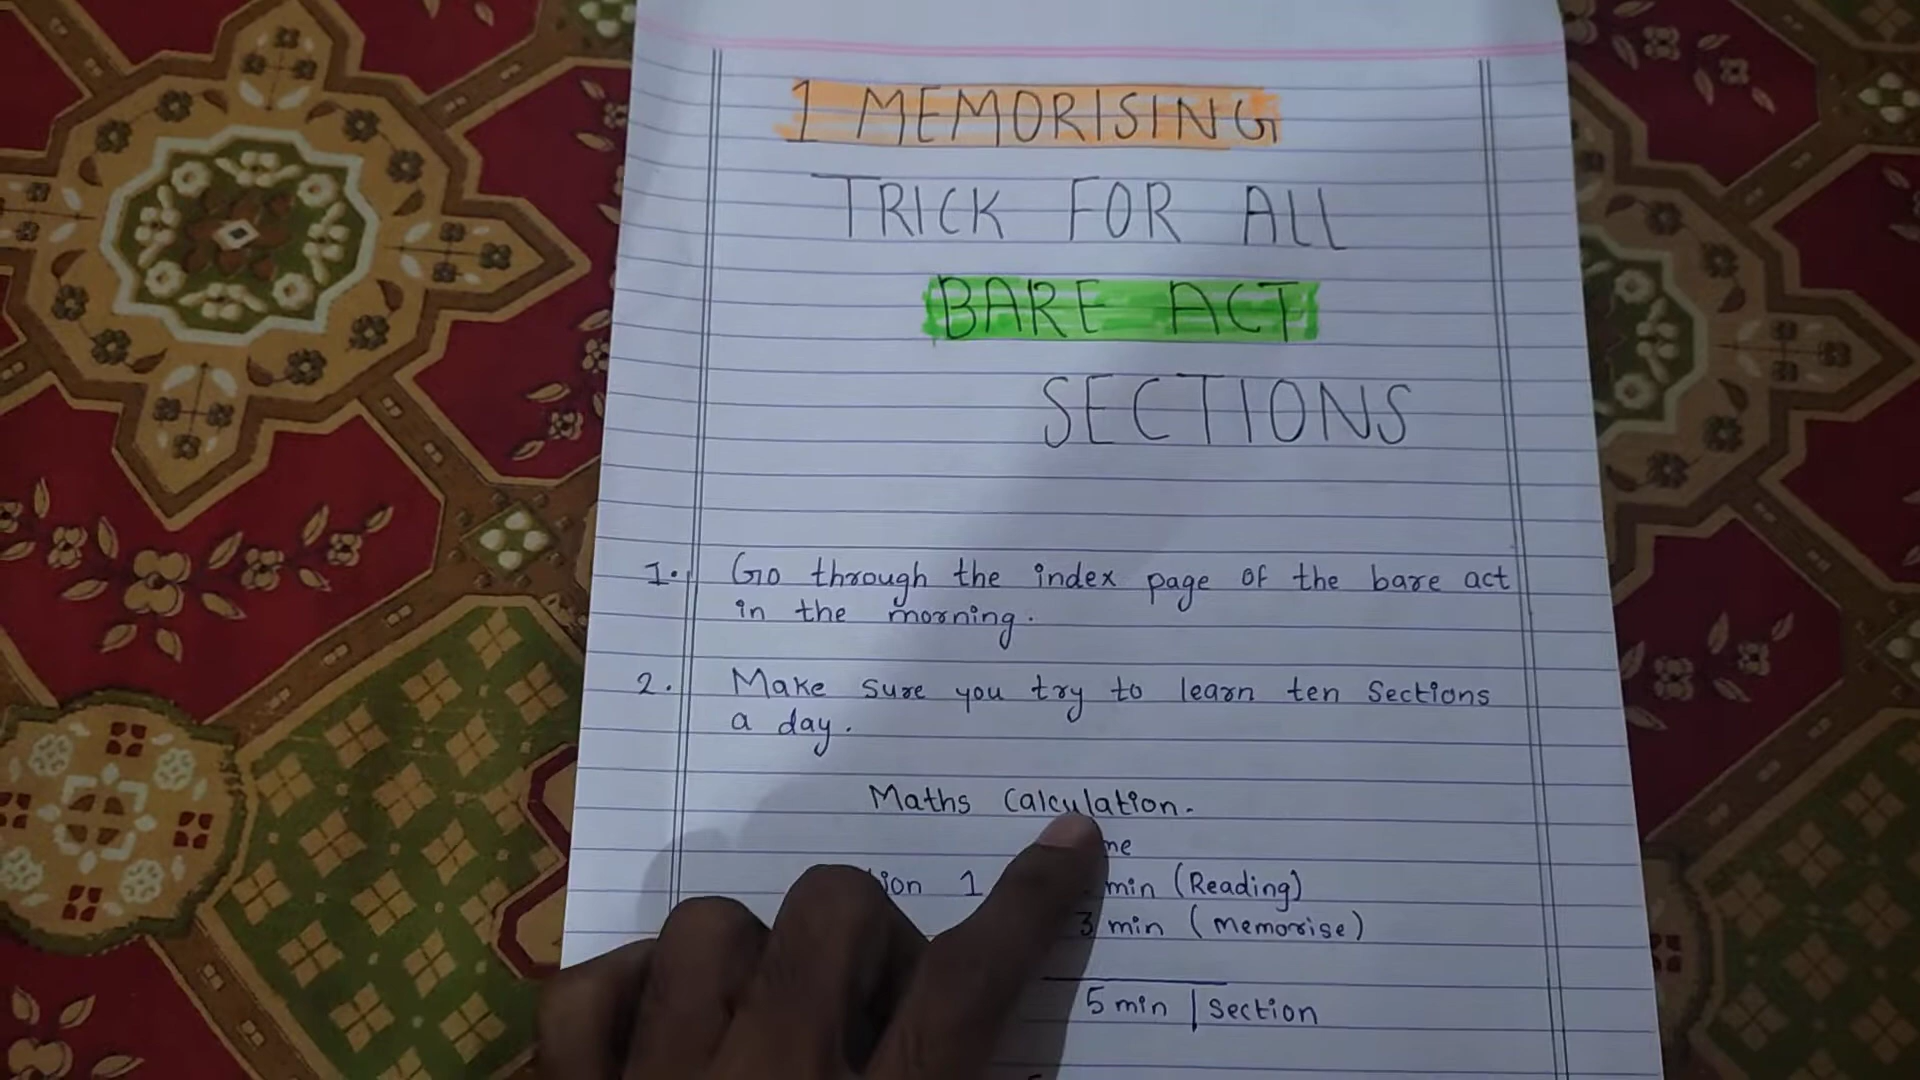 1 MEMORISING
TRICK FOR ALL
BARE ACT
SECTIONS
1. Go through the index page of the bare act
in the morning.
2. Make sure you try to learn ten Sections
a day.
Maths Calculation.
1 min (Reading)
3 min (memorise)
5 min | section